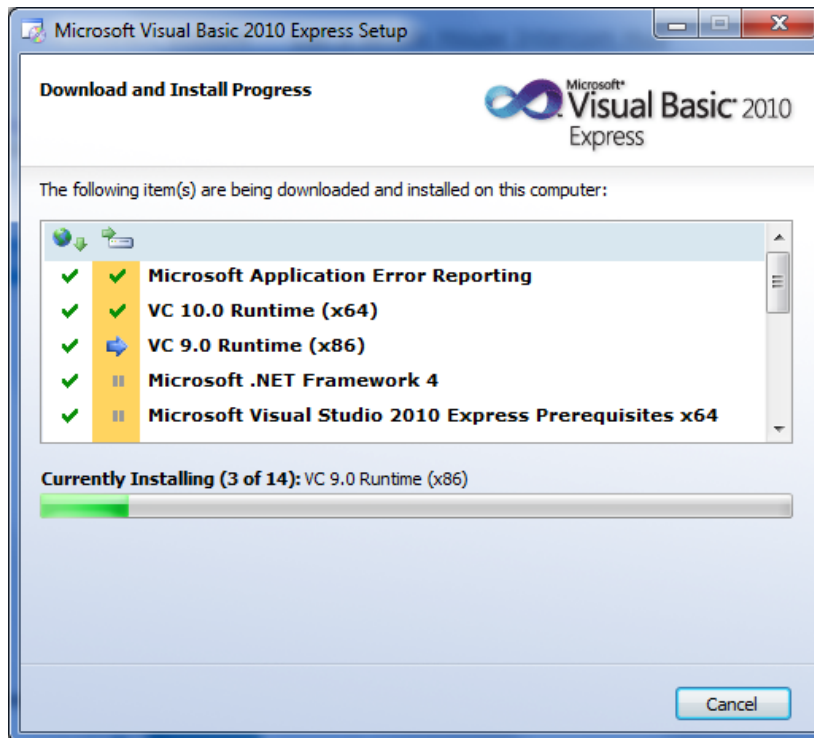 Microsoft Visual Basic 2010 Express Setup
Download and Install Progress
Microsoft®
Visual Basic® 2010
Express
The following item(s) are being downloaded and installed on this computer:
Microsoft Application Error Reporting
VC 10.0 Runtime (x64)
VC 9.0 Runtime (x86)
Microsoft .NET Framework 4
Microsoft Visual Studio 2010 Express Prerequisites x64
Currently Installing (3 of 14): VC 9.0 Runtime (x86)
Cancel